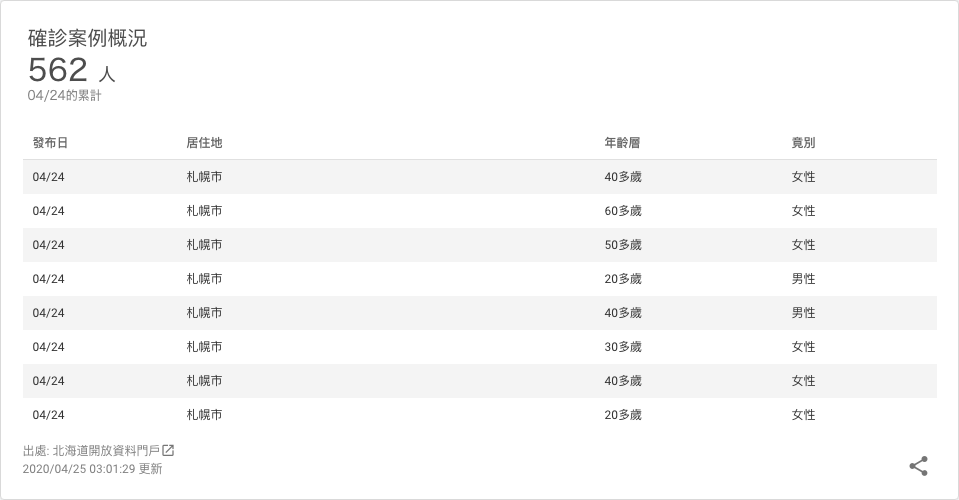 確診案例概況
562 人
04/24的累計
發布日 居住地 年齡層 竟別
04/24 札幌市 40多歲 女性
04/24 札幌市 60多歲 女性
04/24 札幌市 50多歲 女性
04/24 札幌市 20多歲 男性
04/24 札幌市 40多歲 男性
04/24 札幌市 30多歲 女性
04/24 札幌市 40多歲 女性
04/24 札幌市 20多歲 女性
出處: 北海道開放資料門戶
2020/04/25 03:01:29 更新